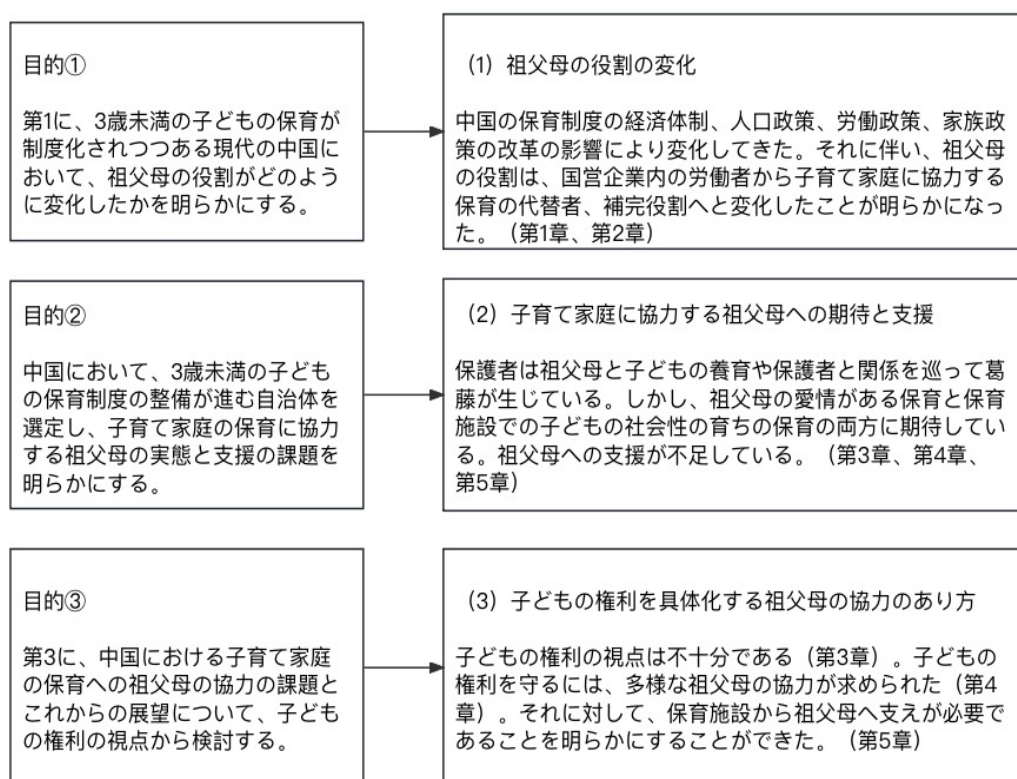 目的①
第1に、3歳未満の子どもの保育が
制度化されつつある現代の中国に
おいて、祖父母の役割がどのよう
に変化したかを明らかにする。
(1) 祖父母の役割の変化
中国の保育制度の経済体制、人口政策、労働政策、家族政
策の改革の影響により変化してきた。それに伴い、祖父母
の役割は、国営企業内の労働者から子育て家庭に協力する
保育の代替者、補完役割へと変化したことが明らかになっ
た。（第1章、第2章）
目的②
中国において、3歳未満の子ども
の保育制度の整備が進む自治体を
選定し、子育て家庭の保育に協力
する祖父母の実態と支援の課題を
明らかにする。
(2) 子育て家庭に協力する祖父母への期待と支援
保護者は祖父母と子どもの養育や保護者と関係を巡って葛
藤が生じている。しかし、祖父母の愛情がある保育と保育
施設での子どもの社会性の育ちの保育の両方に期待してい
る。祖父母への支援が不足している。（第3章、第4章、
第5章）
目的③
第3に、中国における子育て家庭
の保育への祖父母の協力の課題と
これからの展望について、子ども
の権利の視点から検討する。
(3) 子どもの権利を具体化する祖父母の協力のあり方
子どもの権利の視点は不十分である（第3章）。子どもの
権利を守るには、多様な祖父母の協力が求められた（第4
章）。それに対して、保育施設から祖父母へ支えが必要で
あることを明らかにすることができた。（第5章）